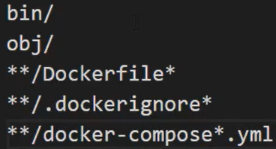 bin/
obj/
**/Dockerfile*
**/.dockerignore*
**/docker-compose*.yml